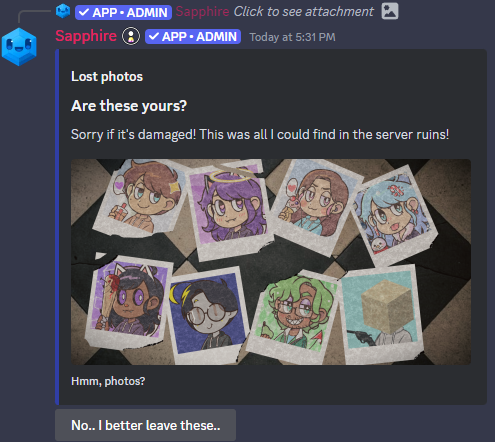 ✓ APP • ADMIN Sapphire Click to see attachment
Sapphire ✓ APP • ADMIN Today at 5:31 PM
Lost photos
Are these yours?
Sorry if it's damaged! This was all I could find in the server ruins!
Hmm, photos?
No.. I better leave these..